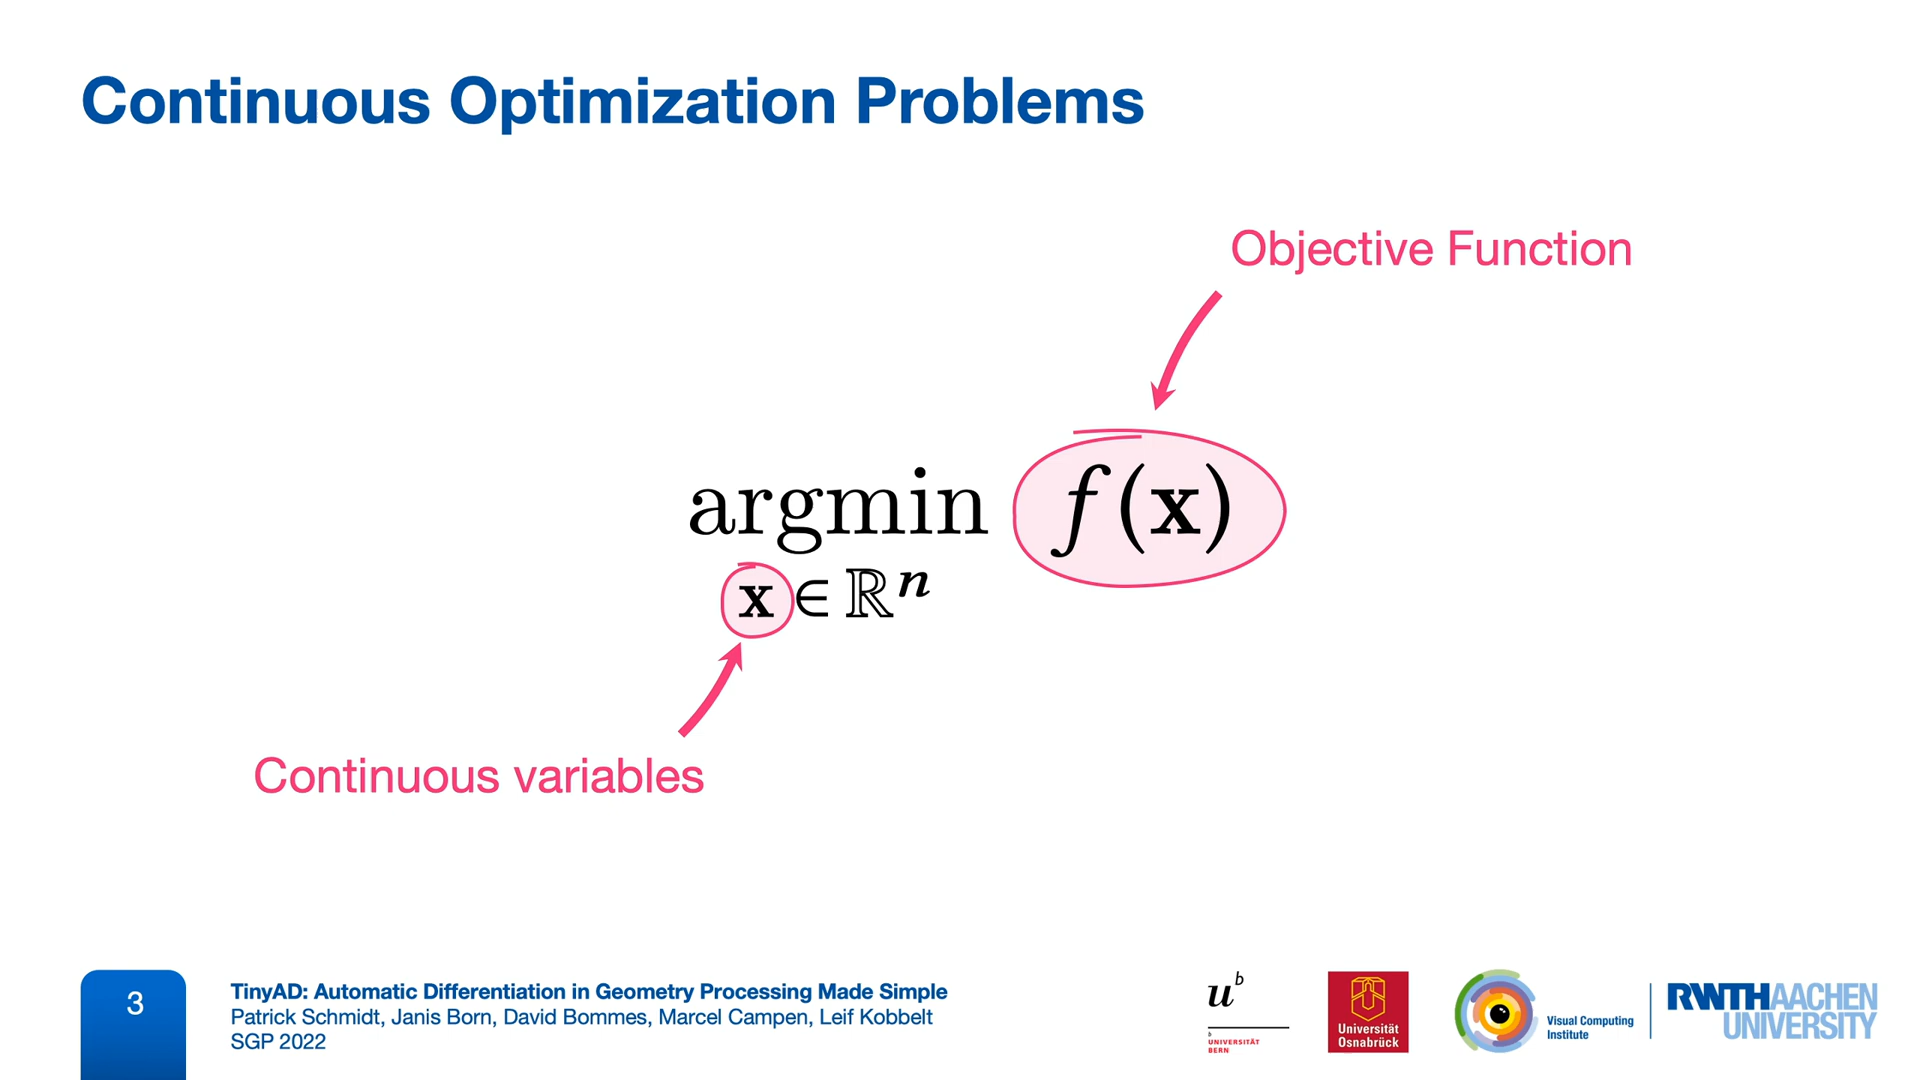 Continuous Optimization Problems
Objective Function
argmin f(x)
x ∈ ℝⁿ
Continuous variables
3
TinyAD: Automatic Differentiation in Geometry Processing Made Simple
Patrick Schmidt, Janis Born, David Bommes, Marcel Campen, Leif Kobbelt
SGP 2022
u^b
b
UNIVERSITÄT
BERN
Universität
Osnabrück
Visual Computing
Institute
RWTH AACHEN
UNIVERSITY